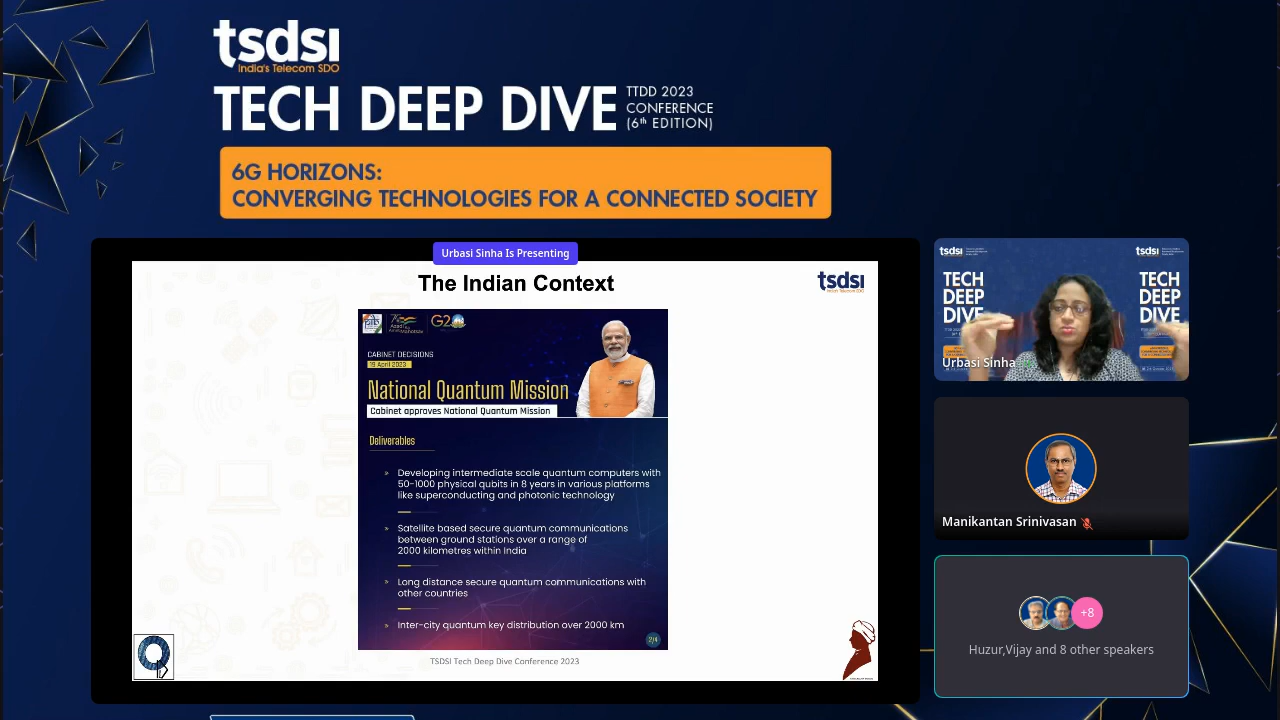 tsdsi
India's Telecom SDO
TECH DEEP DIVE
TTDD 2023
CONFERENCE
(6th EDITION)
6G HORIZONS:
CONVERGING TECHNOLOGIES FOR A CONNECTED SOCIETY
Urbasi Sinha Is Presenting
The Indian Context
tsdsi
G20
CABINET DECISIONS
19 April 2023
National Quantum Mission
Cabinet approves National Quantum Mission
Deliverables
» Developing intermediate scale quantum computers with
50-1000 physical qubits in 8 years in various platforms
like superconducting and photonic technology
» Satellite based secure quantum communications
between ground stations over a range of
2000 kilometres within India
» Long distance secure quantum communications with
other countries
» Inter-city quantum key distribution over 2000 km
2/4
TSDSI Tech Deep Dive Conference 2023
tsdsi
tsdsi
TECH
DEEP
DIVE
TECH
DEEP
DIVE
Urbasi Sinha
Manikantan Srinivasan
+8
Huzur,Vijay and 8 other speakers